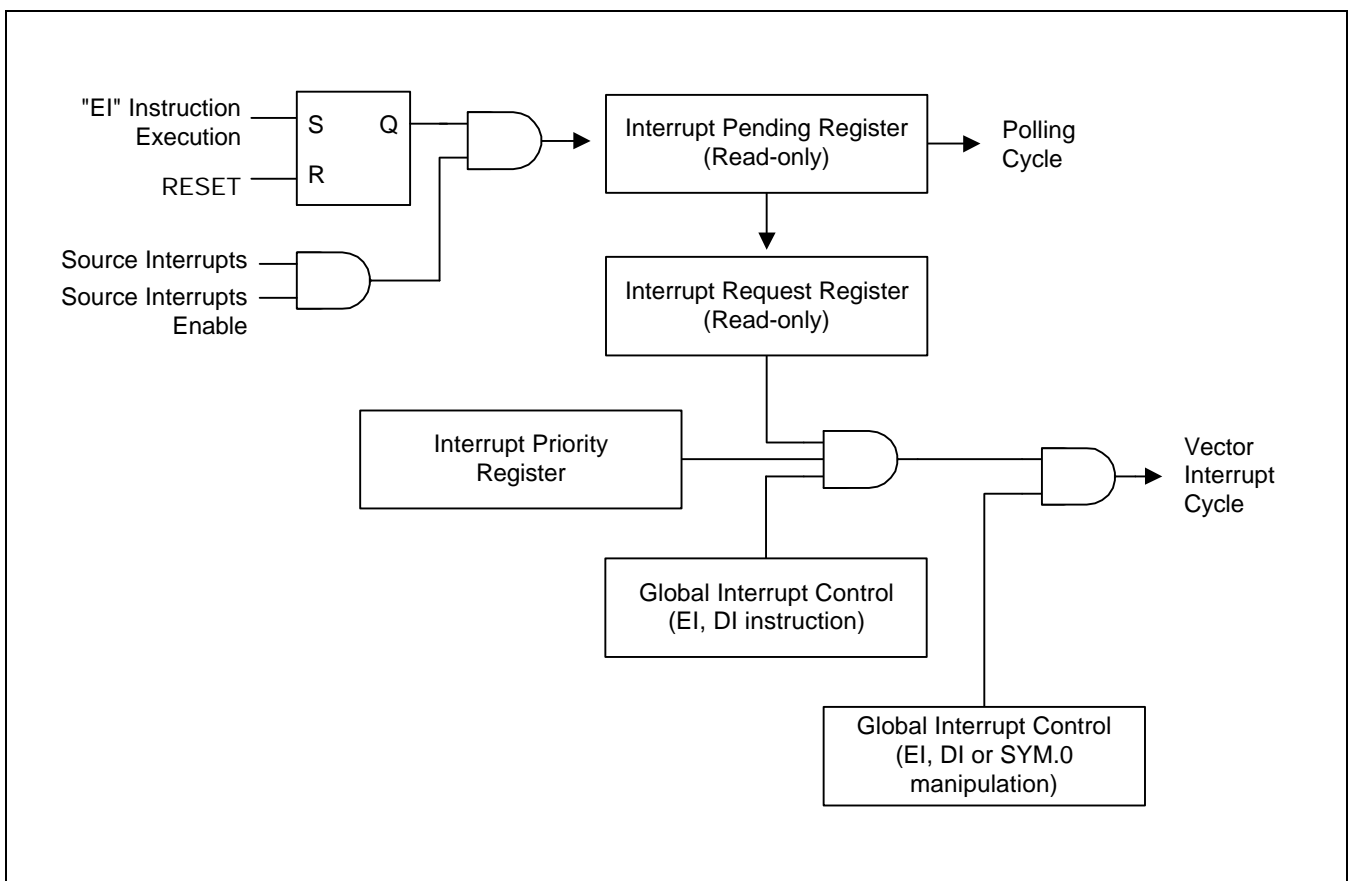 "EI" Instruction
Execution
S
Q
R
RESET
Source Interrupts
Source Interrupts
Enable
Interrupt Pending Register
(Read-only)
Polling
Cycle
Interrupt Request Register
(Read-only)
Interrupt Priority
Register
Vector
Interrupt
Cycle
Global Interrupt Control
(EI, DI instruction)
Global Interrupt Control
(EI, DI or SYM.0
manipulation)